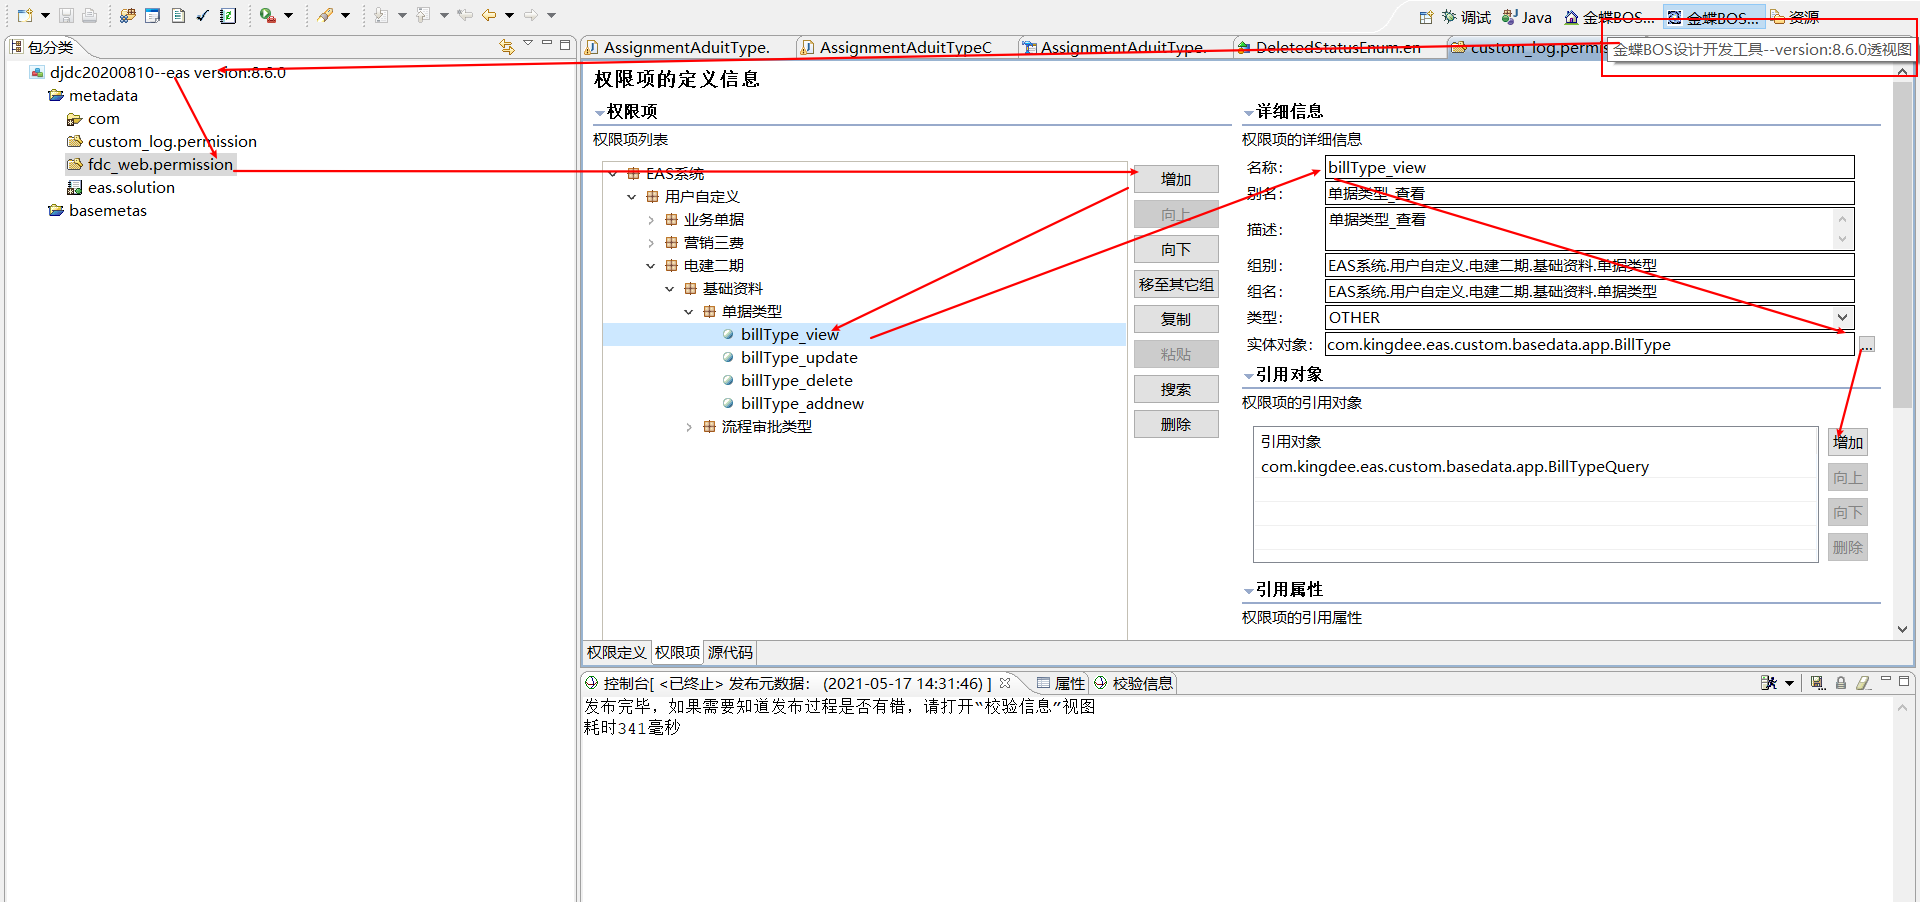 调试
Java
金蝶BOS...
金蝶BOS...
资源
包分类
AssignmentAduitType.
AssignmentAduitTypeC
AssignmentAduitType.
DeletedStatusEnum.en
custom_log.permis
金蝶BOS设计开发工具--version:8.6.0透视图
djdc20200810--eas version:8.6.0
metadata
com
custom_log.permission
fdc_web.permission
eas.solution
basemetas
权限项的定义信息
权限项
权限项列表
EAS系统
用户自定义
业务单据
营销三费
电建二期
基础资料
单据类型
billType_view
billType_update
billType_delete
billType_addnew
流程审批类型
增加
向上
向下
移至其它组
复制
粘贴
搜索
删除
详细信息
权限项的详细信息
名称: billType_view
别名: 单据类型_查看
描述: 单据类型_查看
组别: EAS系统.用户自定义.电建二期.基础资料.单据类型
组名: EAS系统.用户自定义.电建二期.基础资料.单据类型
类型: OTHER
实体对象: com.kingdee.eas.custom.basedata.app.BillType ...
引用对象
权限项的引用对象
引用对象
com.kingdee.eas.custom.basedata.app.BillTypeQuery
增加
向上
向下
删除
引用属性
权限项的引用属性
权限定义 权限项 源代码
控制台[ <已终止> 发布元数据: (2021-05-17 14:31:46) ]
属性
校验信息
发布完毕，如果需要知道发布过程是否有错，请打开“校验信息”视图
耗时341毫秒